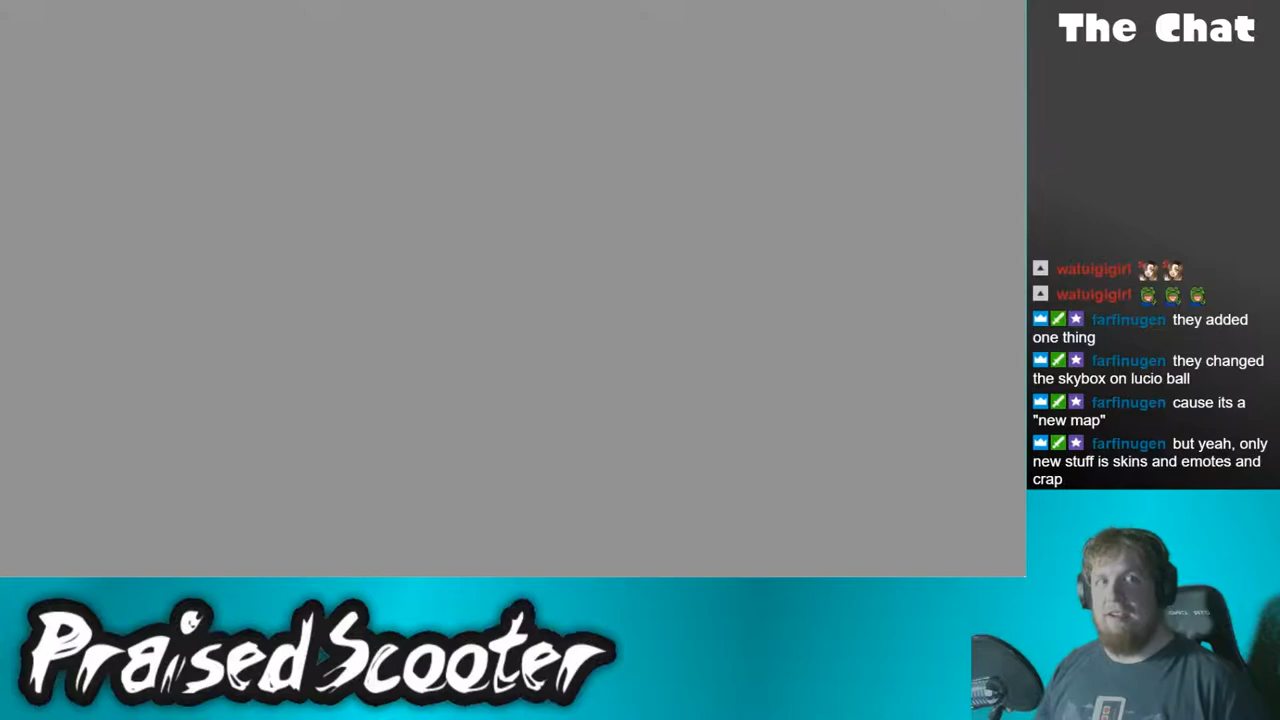 The Chat
waluigigirl
waluigigirl
farfinugen they added
one thing
farfinugen they changed
the skybox on lucio ball
farfinugen cause its a
"new map"
farfinugen but yeah, only
new stuff is skins and emotes and
crap
PraisedScooter